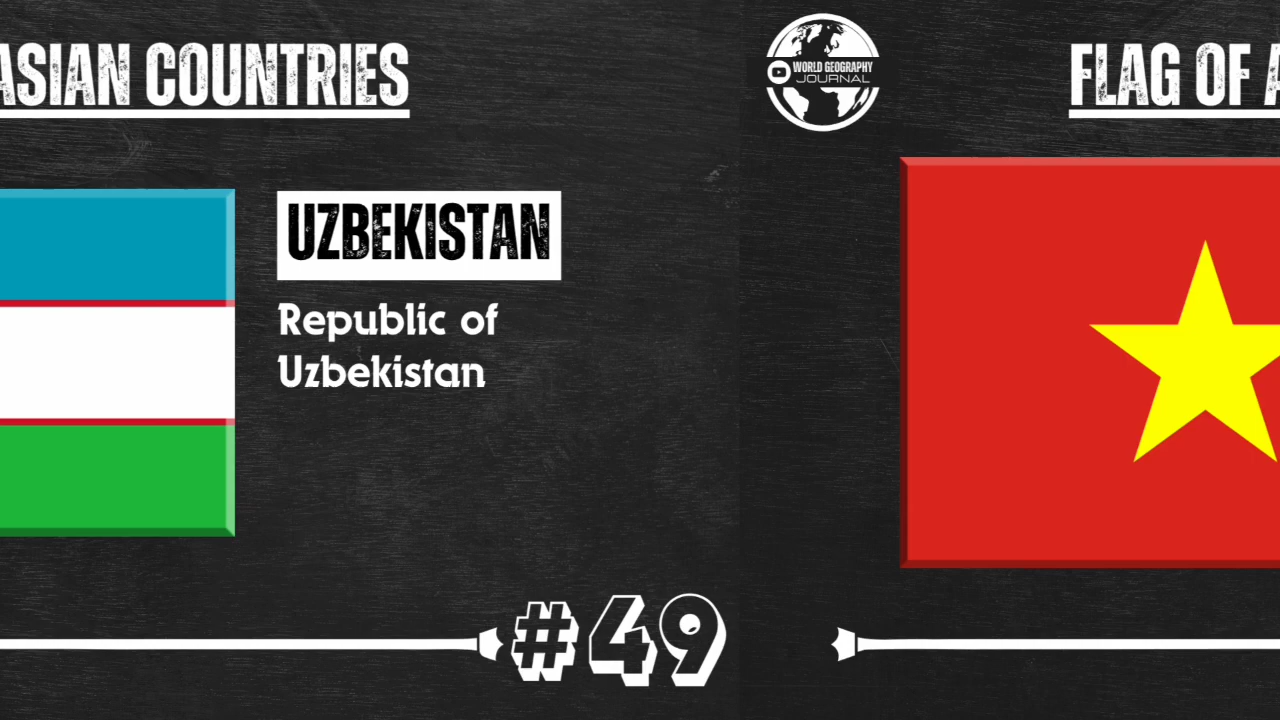 ASIAN COUNTRIES
UZBEKISTAN
Republic of
Uzbekistan
#49
WORLD GEOGRAPHY
JOURNAL
FLAG OF A